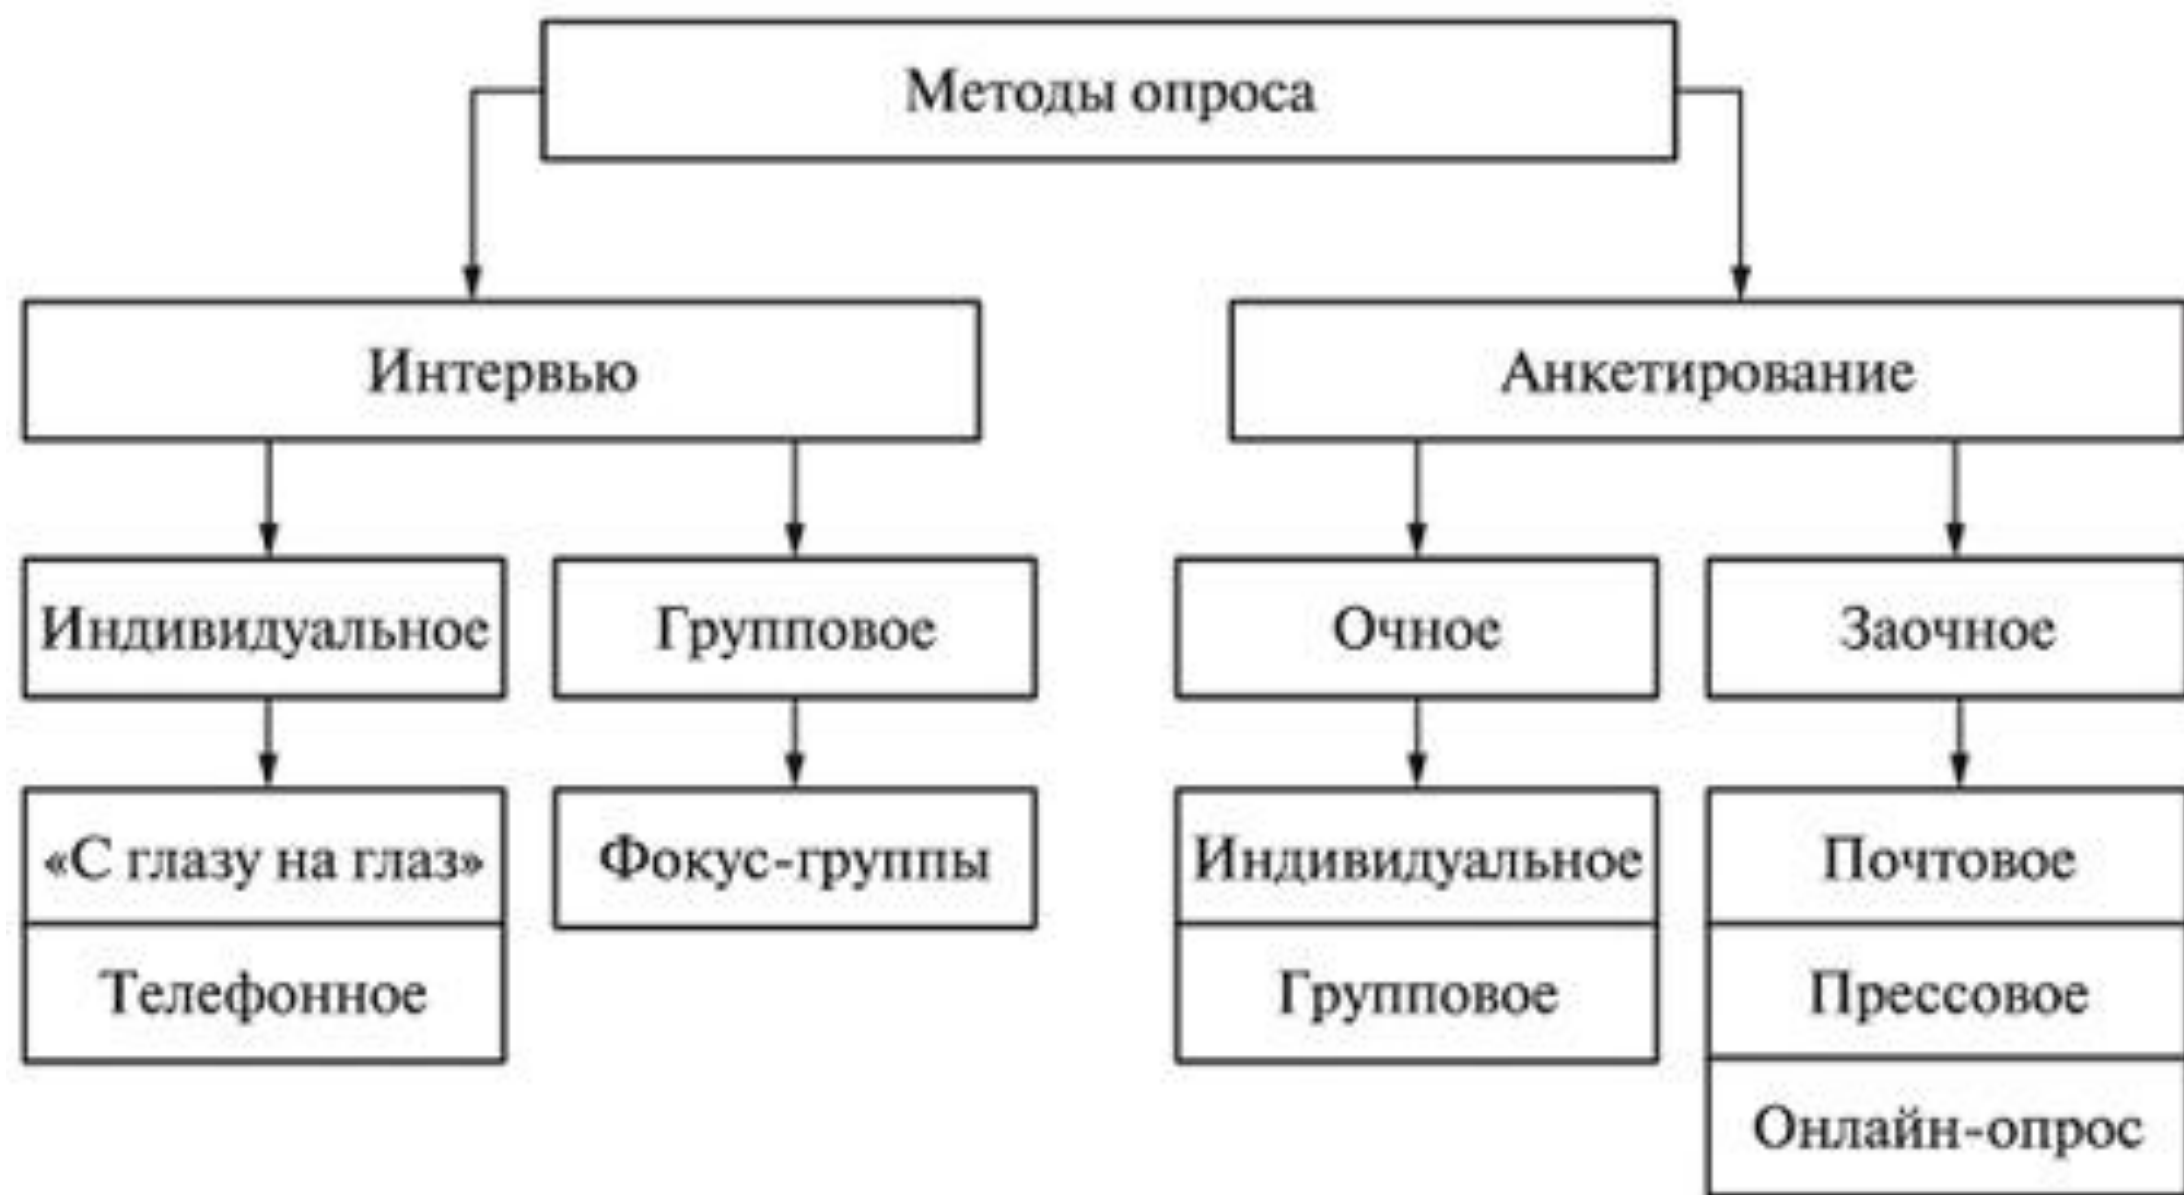 Методы опроса
Интервью
Анкетирование
Индивидуальное
Групповое
Очное
Заочное
«С глазу на глаз»
Фокус-группы
Индивидуальное
Почтовое
Телефонное
Групповое
Прессовое
Онлайн-опрос